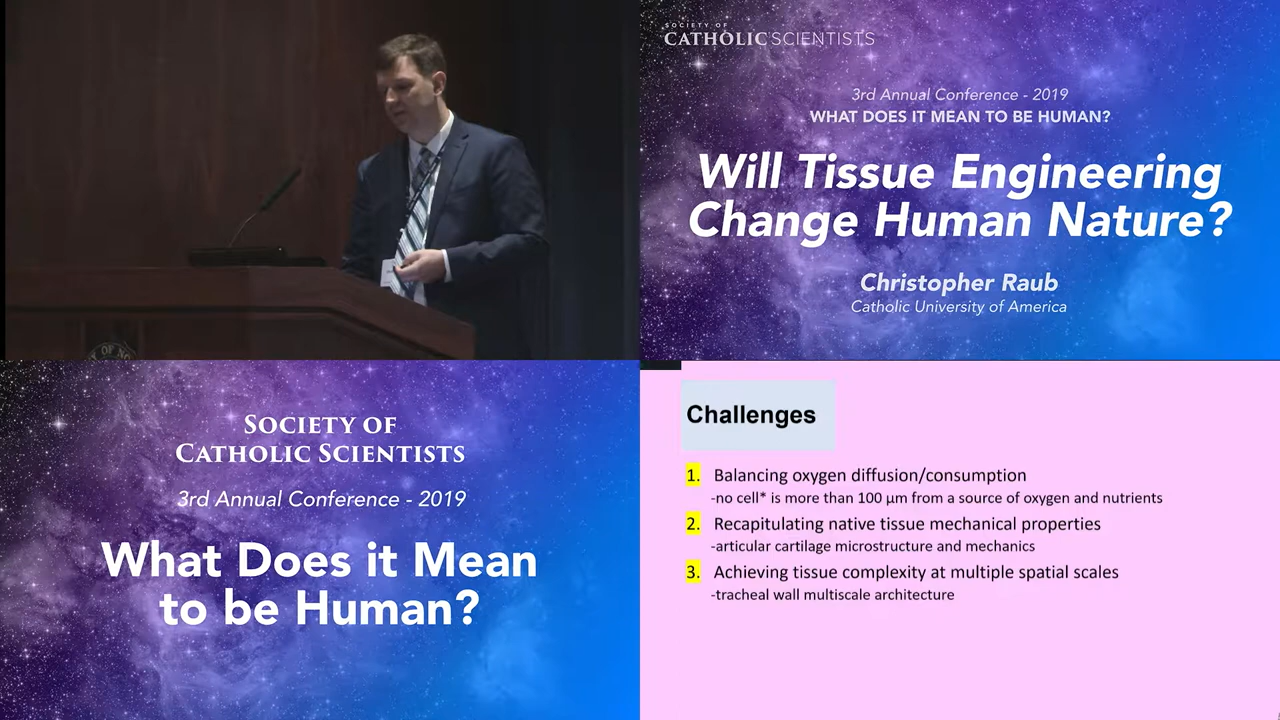 SOCIETY OF
CATHOLIC SCIENTISTS
3rd Annual Conference - 2019
WHAT DOES IT MEAN TO BE HUMAN?
Will Tissue Engineering
Change Human Nature?
Christopher Raub
Catholic University of America
SOCIETY OF
CATHOLIC SCIENTISTS
3rd Annual Conference - 2019
What Does it Mean
to be Human?
Challenges
1. Balancing oxygen diffusion/consumption
-no cell* is more than 100 µm from a source of oxygen and nutrients
2. Recapitulating native tissue mechanical properties
-articular cartilage microstructure and mechanics
3. Achieving tissue complexity at multiple spatial scales
-tracheal wall multiscale architecture